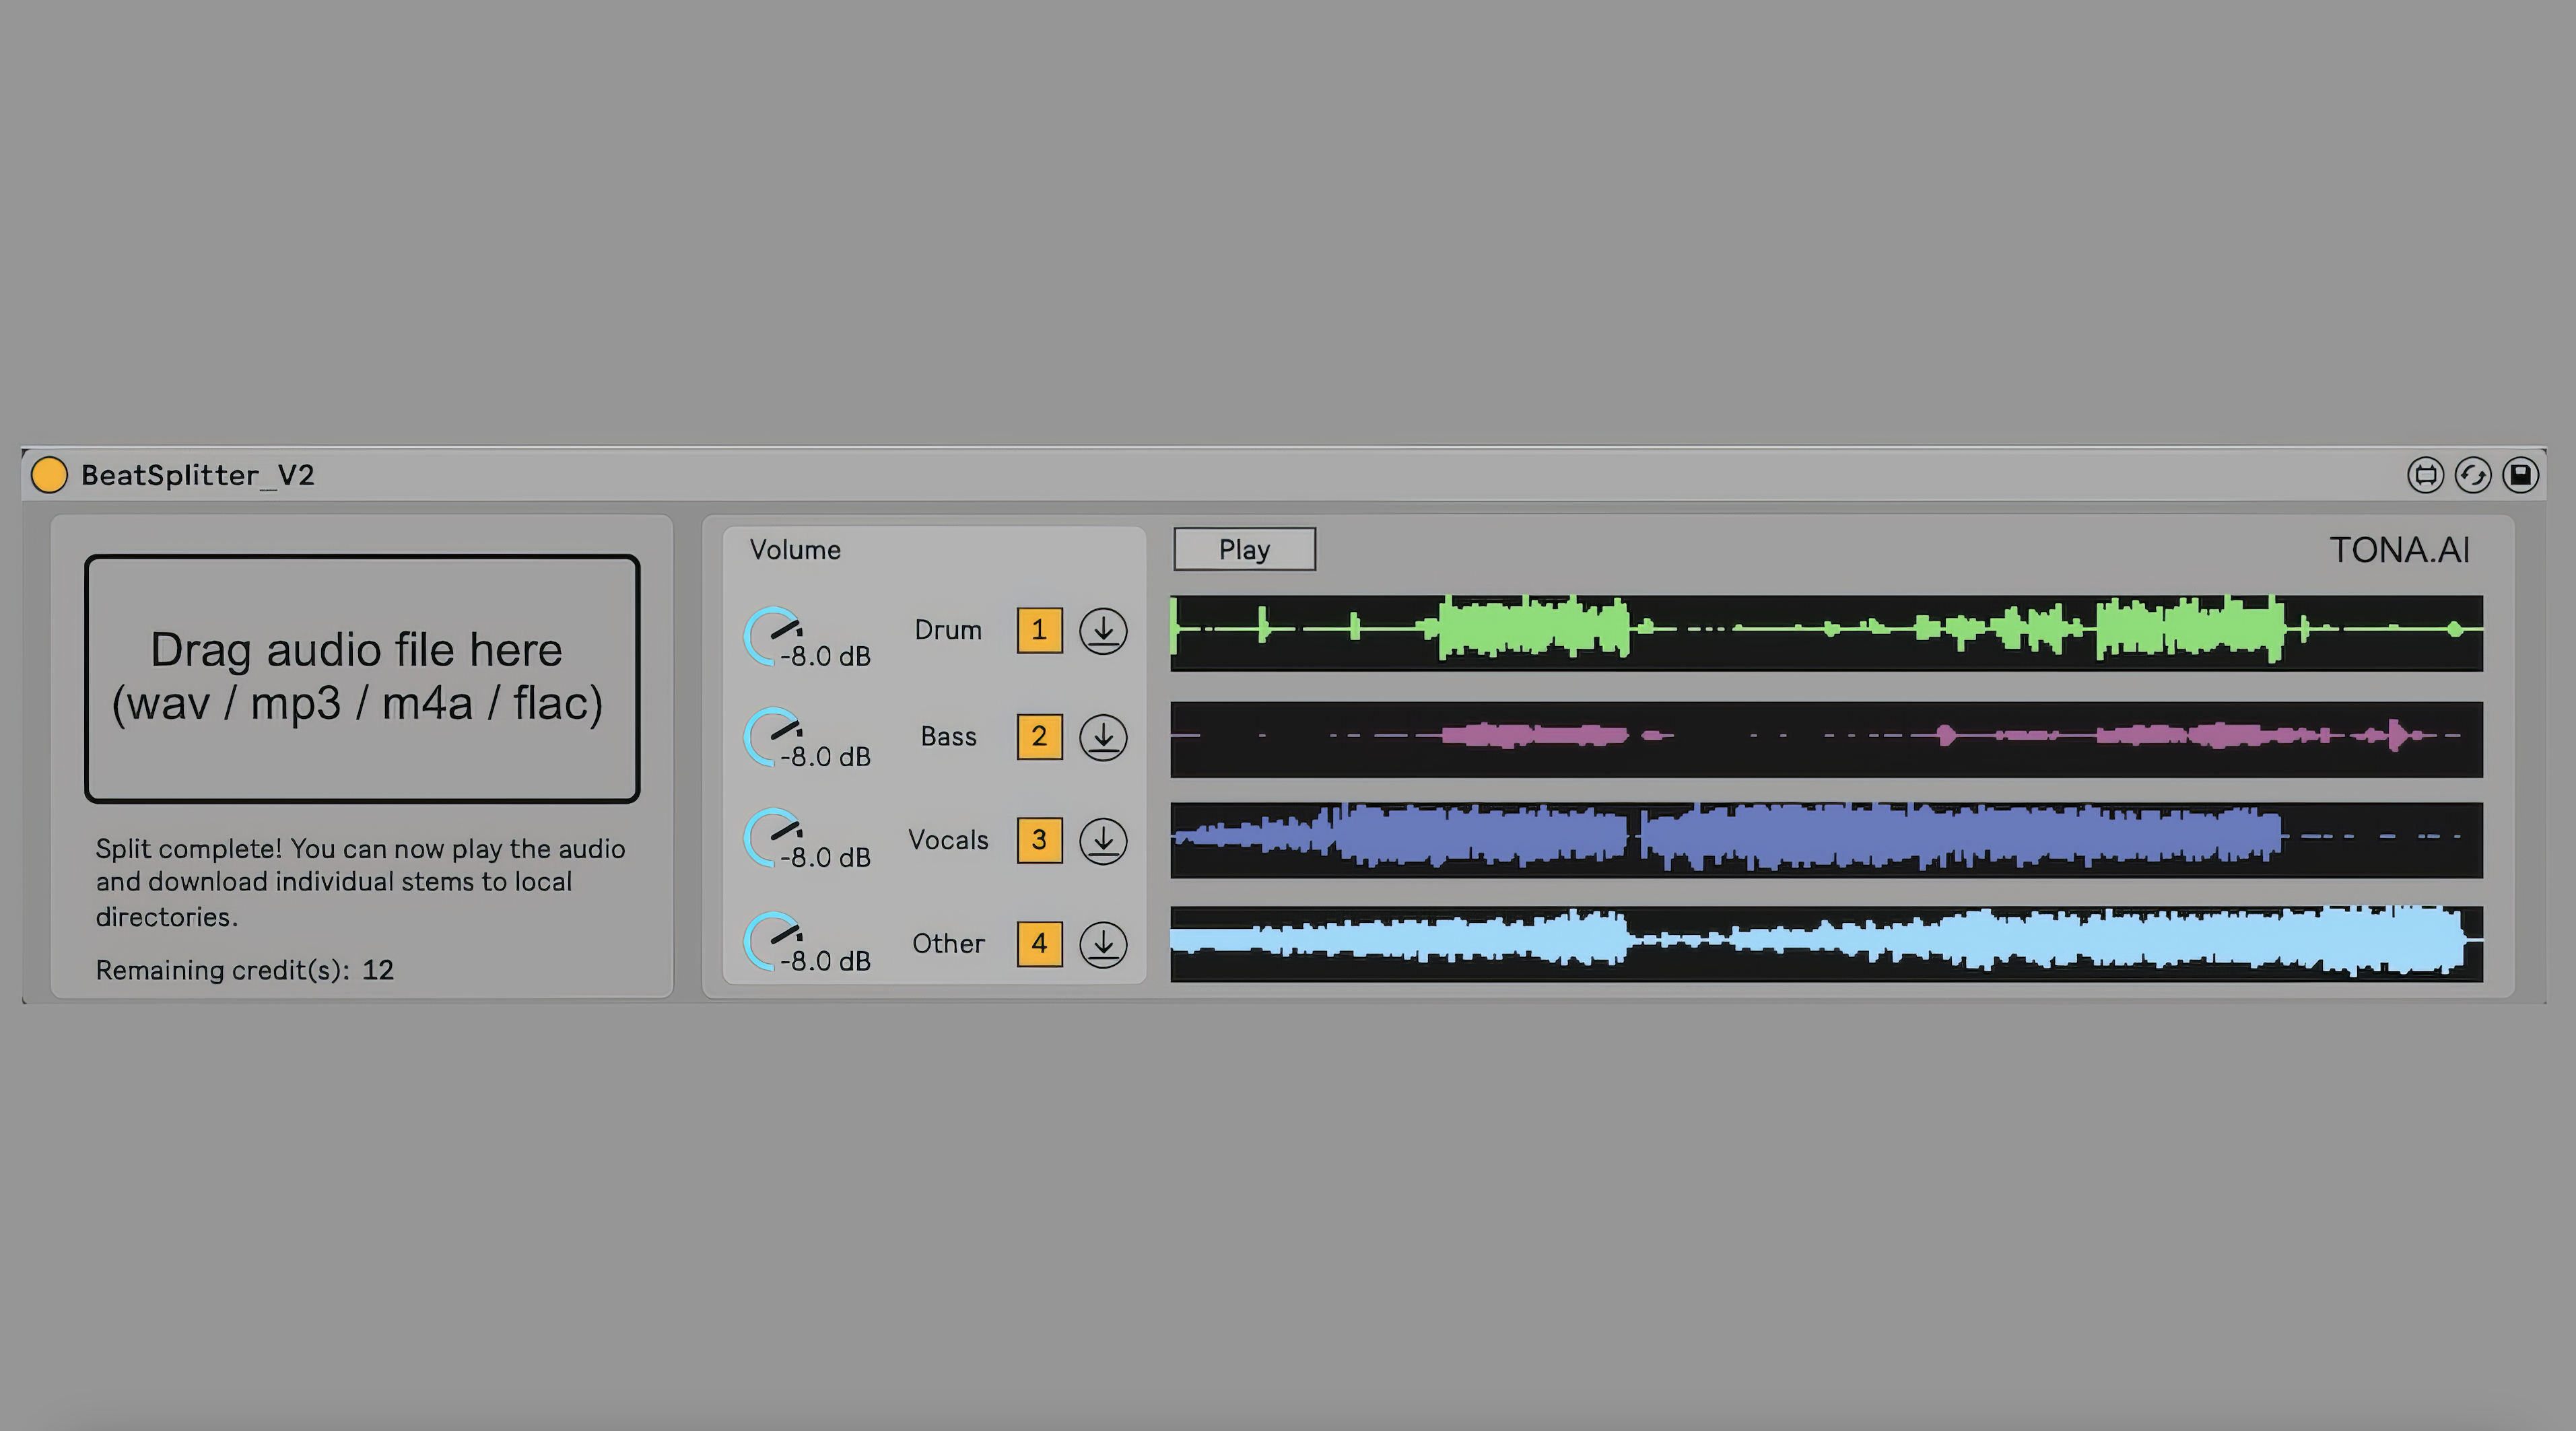 BeatSplitter_V2
Drag audio file here
(wav / mp3 / m4a / flac)
Split complete! You can now play the audio
and download individual stems to local
directories.
Remaining credit(s): 12
Volume
-8.0 dB
Drum
1
-8.0 dB
Bass
2
-8.0 dB
Vocals
3
-8.0 dB
Other
4
Play
TONA.AI